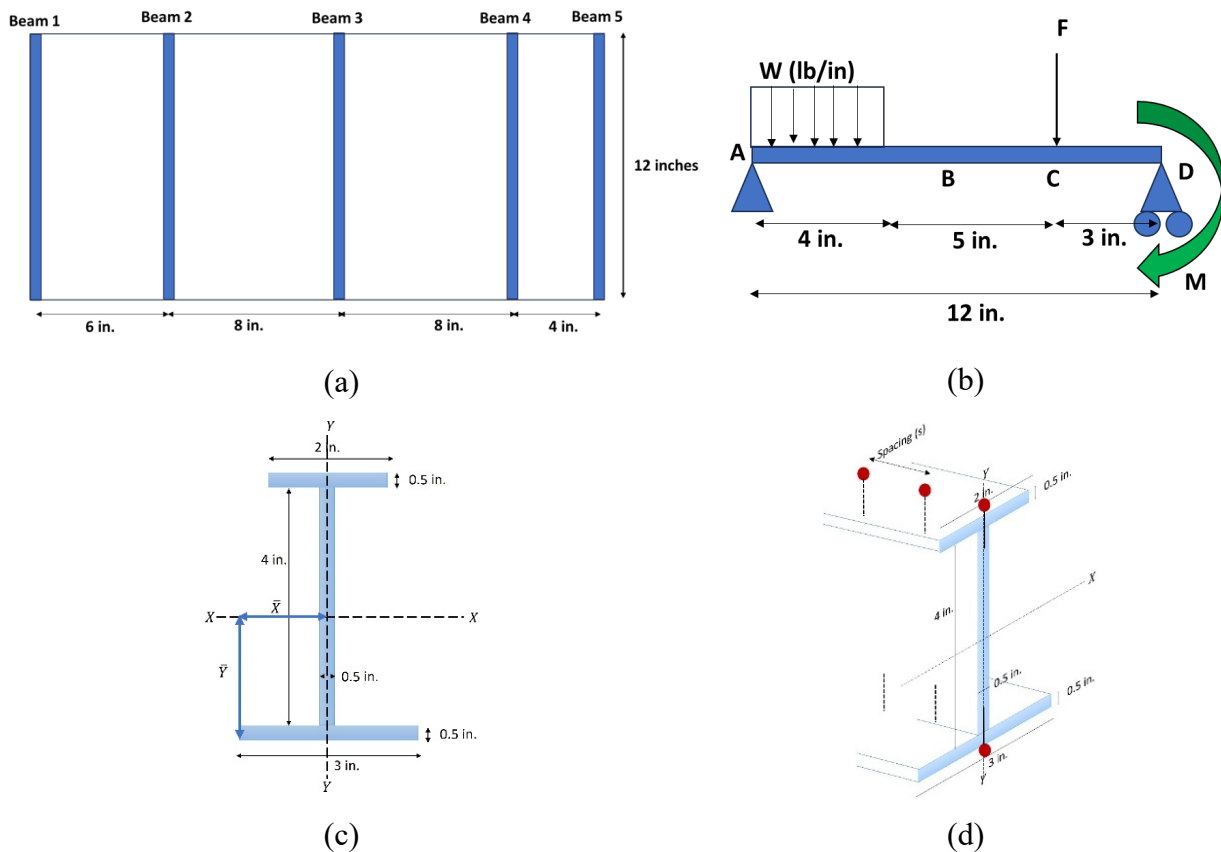 Beam 1
Beam 2
Beam 3
Beam 4
Beam 5
12 inches
6 in.
8 in.
8 in.
4 in.
(a)
F
W (lb/in)
A
B
C
D
4 in.
5 in.
3 in.
M
12 in.
(b)
Y
2 in.
0.5 in.
4 in.
X̄
X
X
Ȳ
0.5 in.
0.5 in.
3 in.
Y
(c)
Spacing (s)
Y
2 in.
0.5 in.
X
4 in.
0.5 in.
0.5 in.
3 in.
Y
(d)